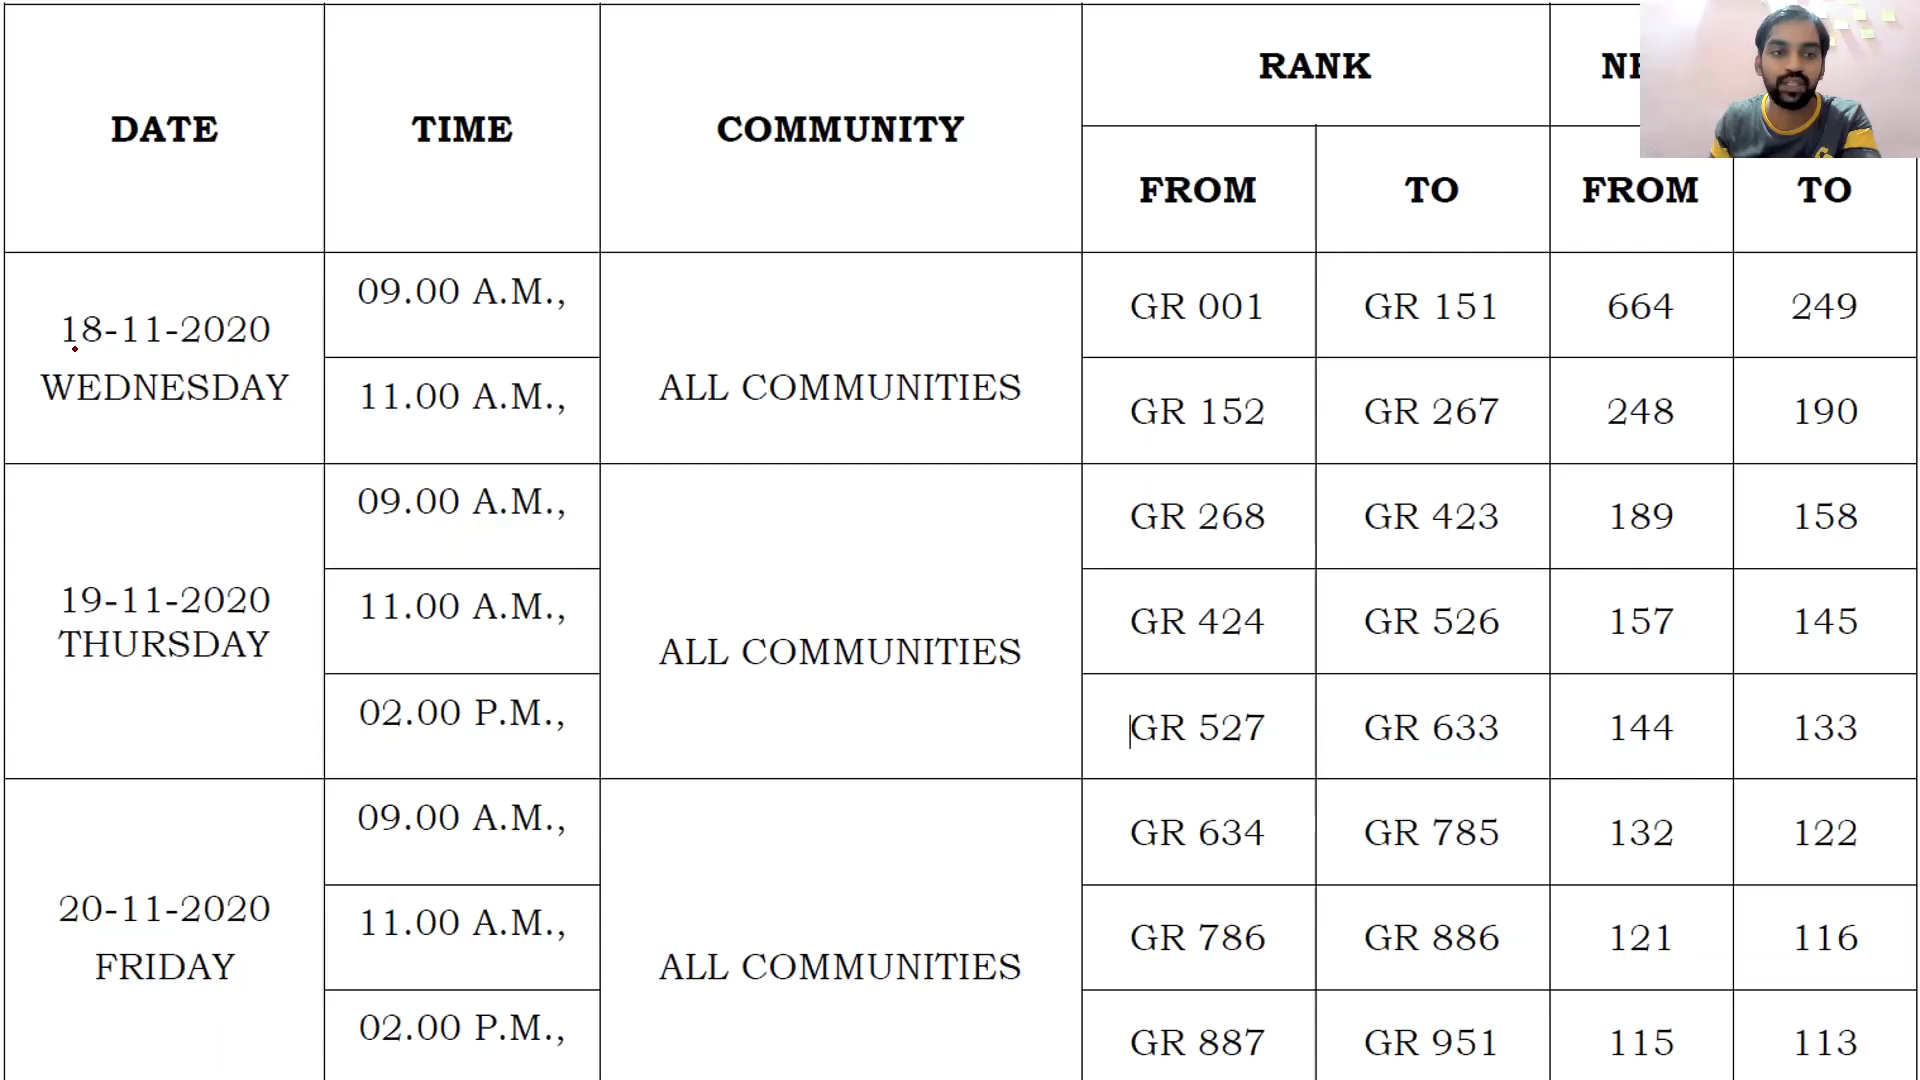 DATE TIME COMMUNITY RANK
FROM TO FROM TO
18-11-2020
WEDNESDAY
09.00 A.M.,
ALL COMMUNITIES
GR 001 GR 151 664 249
11.00 A.M.,
GR 152 GR 267 248 190
19-11-2020
THURSDAY
09.00 A.M.,
ALL COMMUNITIES
GR 268 GR 423 189 158
11.00 A.M.,
GR 424 GR 526 157 145
02.00 P.M.,
GR 527 GR 633 144 133
20-11-2020
FRIDAY
09.00 A.M.,
ALL COMMUNITIES
GR 634 GR 785 132 122
11.00 A.M.,
GR 786 GR 886 121 116
02.00 P.M.,
GR 887 GR 951 115 113